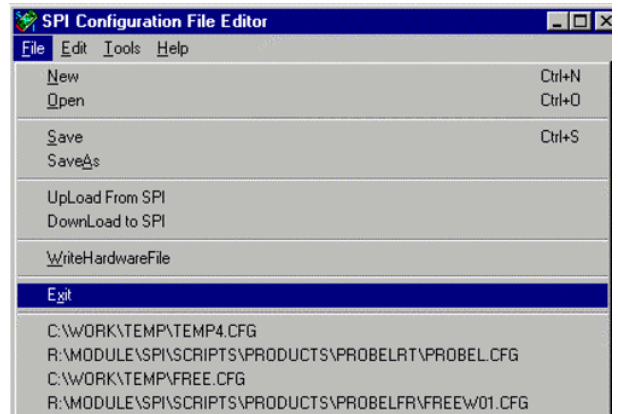 SPI Configuration File Editor
File Edit Tools Help
New Ctrl+N
Open Ctrl+O
Save Ctrl+S
SaveAs
UpLoad From SPI
DownLoad to SPI
WriteHardwareFile
Exit
C:\WORK\TEMP\TEMP4.CFG
R:\MODULE\SPI\SCRIPTS\PRODUCTS\PROBELRT\PROBEL.CFG
C:\WORK\TEMP\FREE.CFG
R:\MODULE\SPI\SCRIPTS\PRODUCTS\PROBELFR\FREEW01.CFG